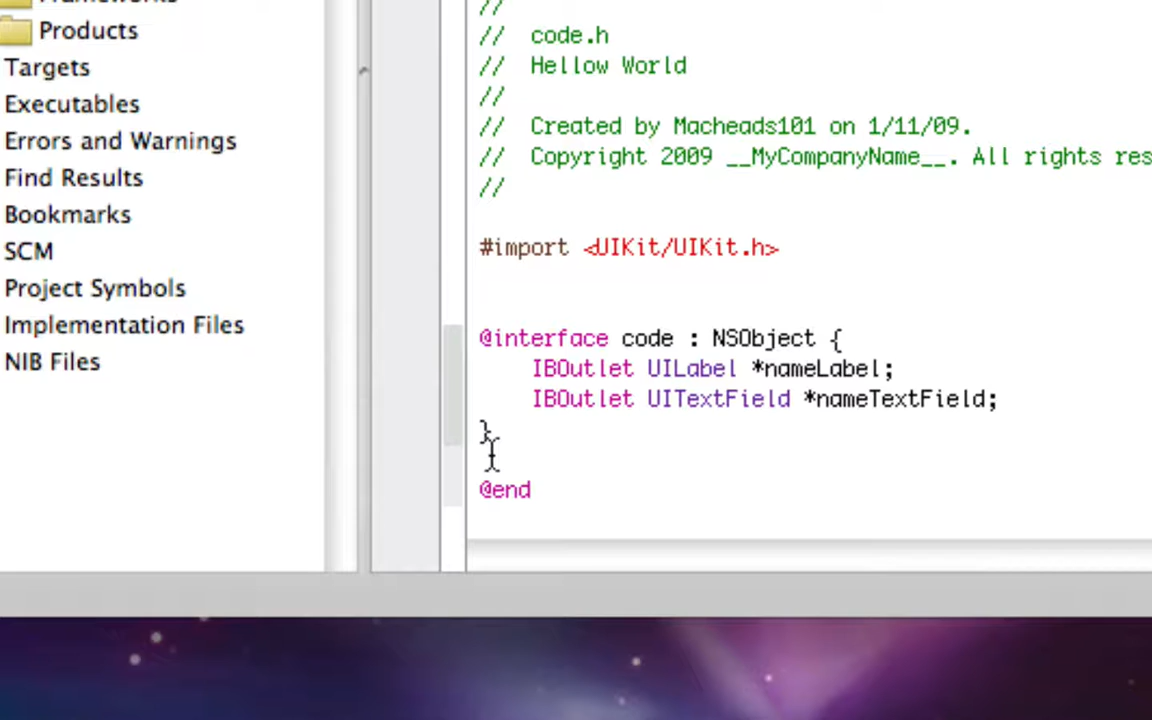 Frameworks
Products
Targets
Executables
Errors and Warnings
Find Results
Bookmarks
SCM
Project Symbols
Implementation Files
NIB Files
//
// code.h
// Hellow World
//
// Created by Macheads101 on 1/11/09.
// Copyright 2009 __MyCompanyName__. All rights res
//
#import <UIKit/UIKit.h>
@interface code : NSObject {
IBOutlet UILabel *nameLabel;
IBOutlet UITextField *nameTextField;
}
@end